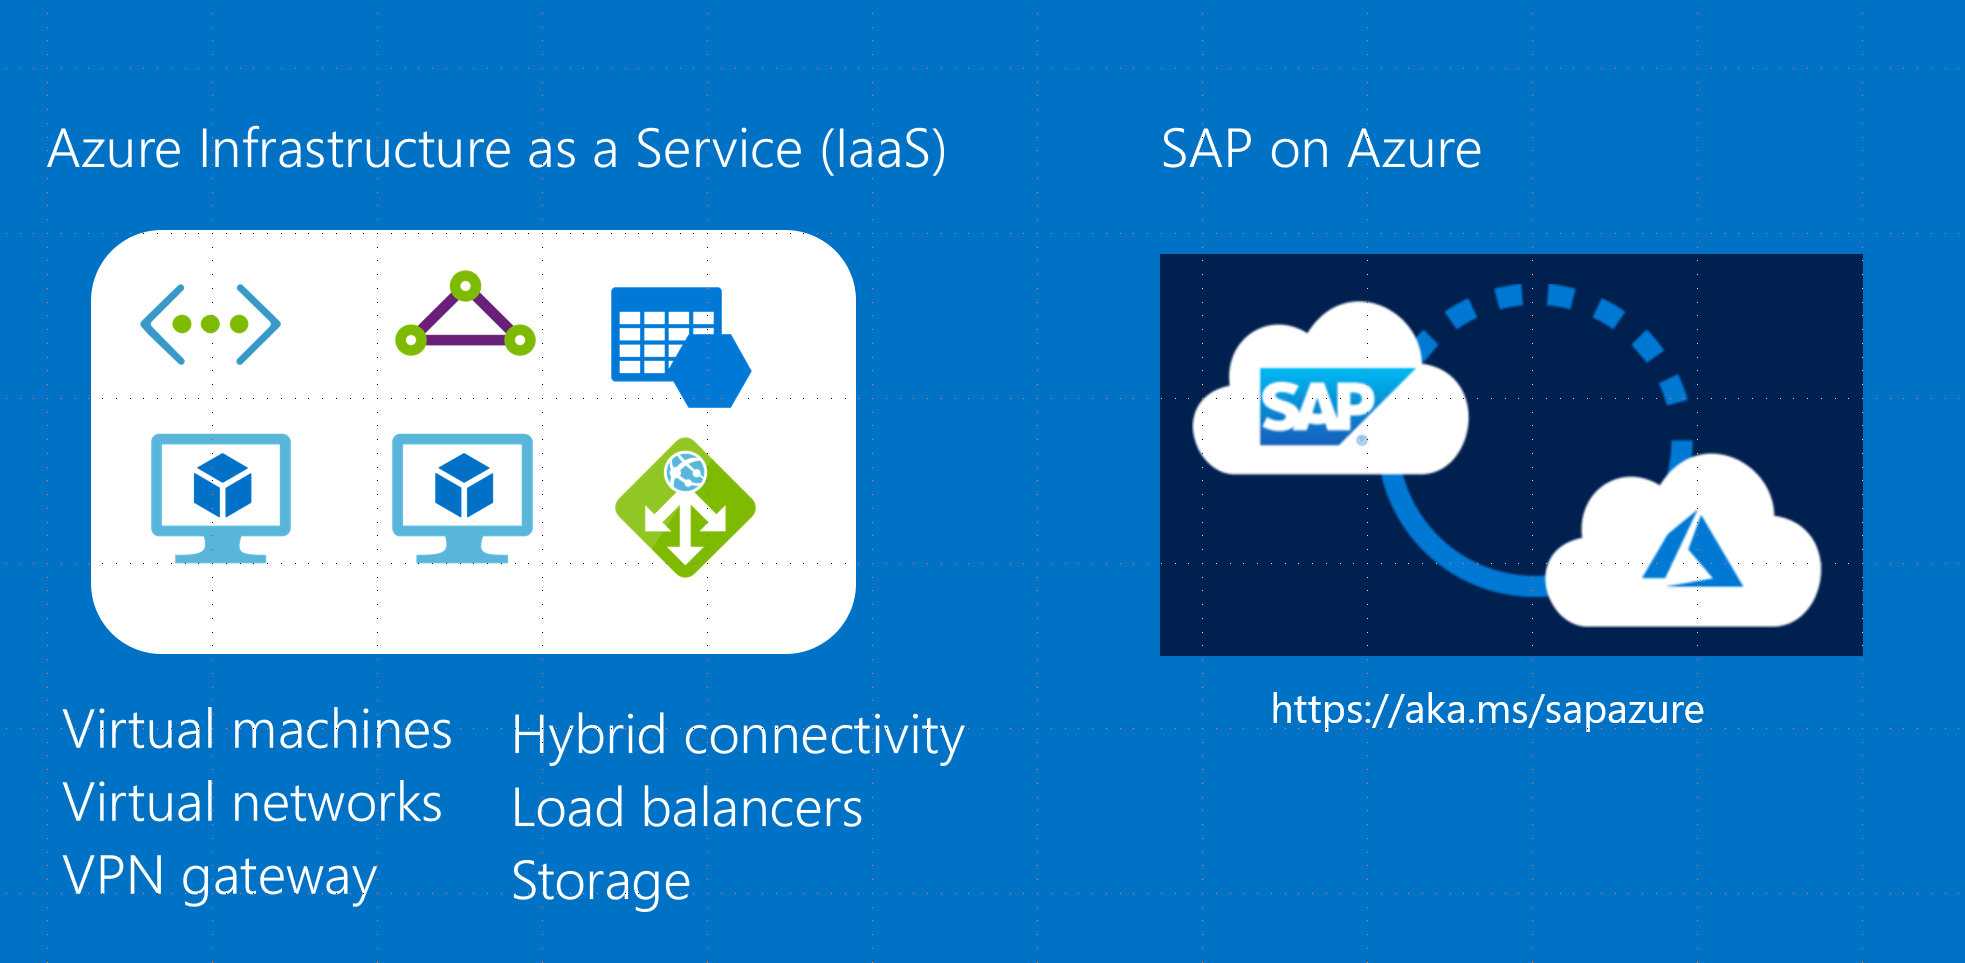 Azure Infrastructure as a Service (IaaS)
Virtual machines
Virtual networks
VPN gateway
Hybrid connectivity
Load balancers
Storage
SAP on Azure
SAP
®
https://aka.ms/sapazure